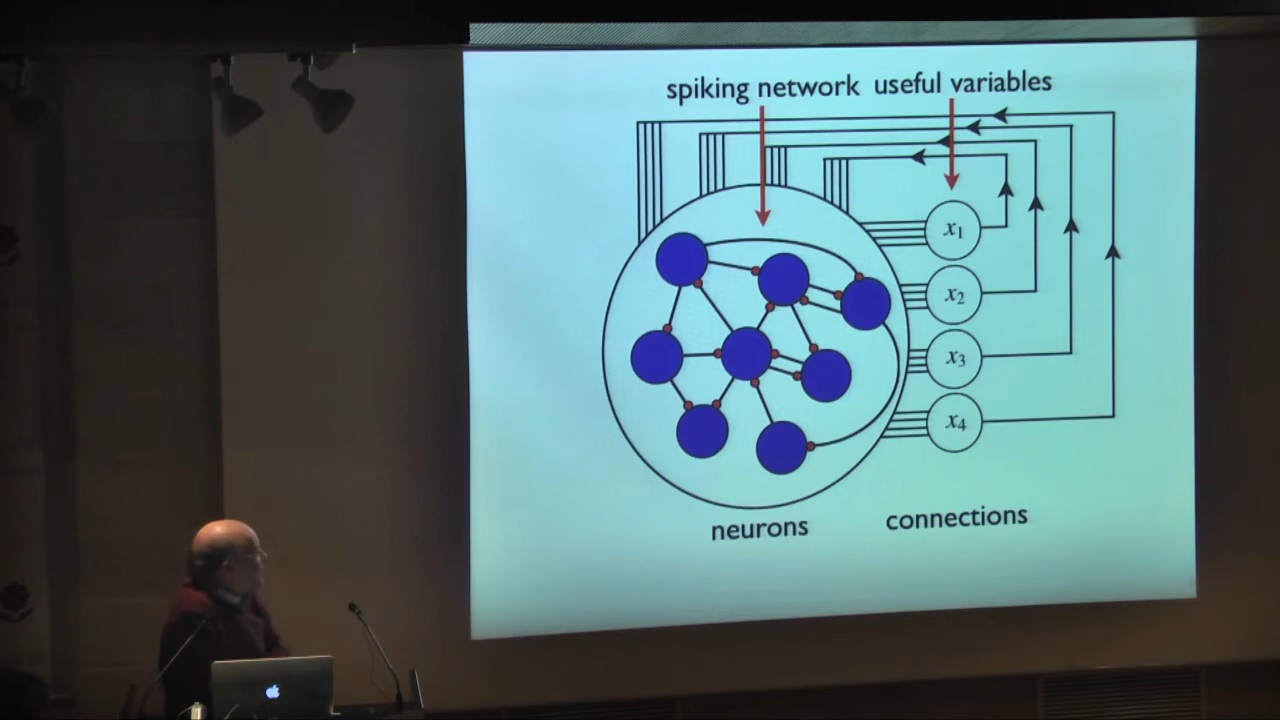 spiking network useful variables
x1
x2
x3
x4
neurons
connections